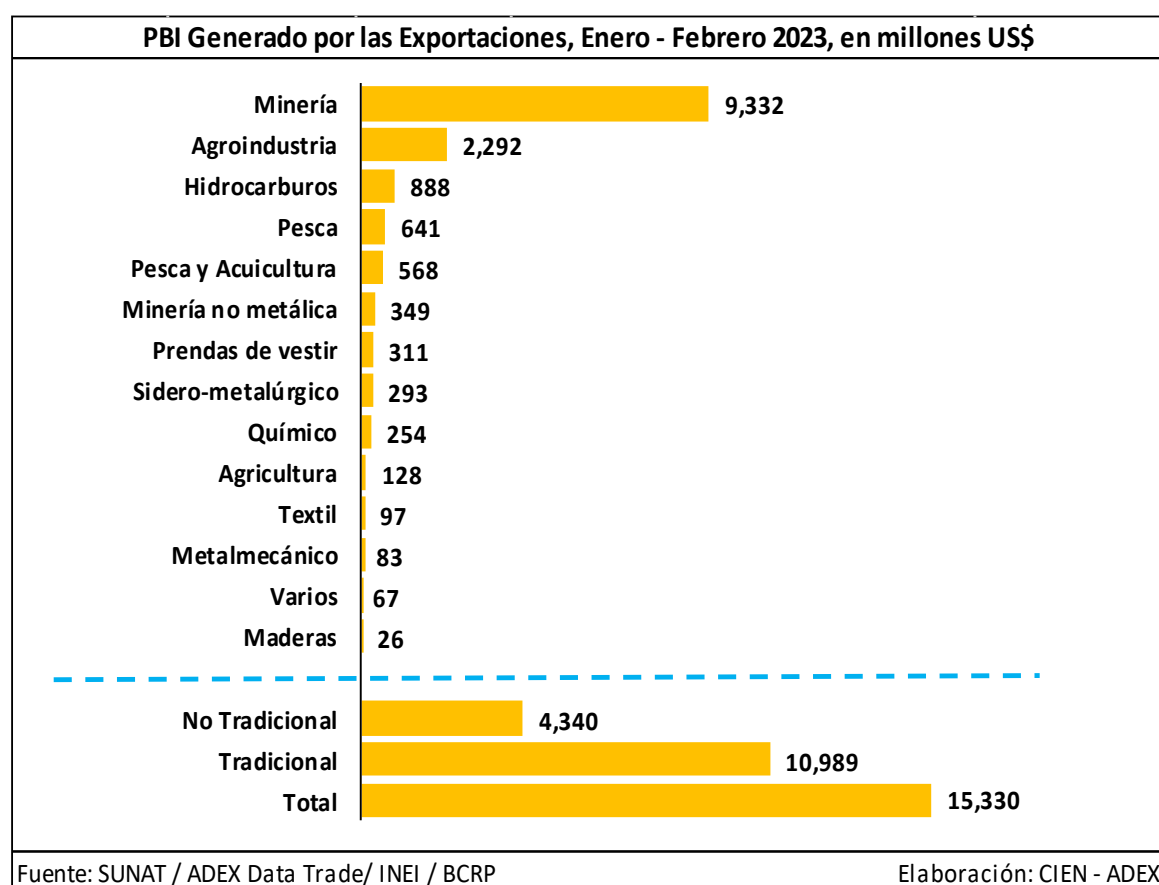 PBI Generado por las Exportaciones, Enero - Febrero 2023, en millones US$
Minería 9,332
Agroindustria 2,292
Hidrocarburos 888
Pesca 641
Pesca y Acuicultura 568
Minería no metálica 349
Prendas de vestir 311
Sidero-metalúrgico 293
Químico 254
Agricultura 128
Textil 97
Metalmecánico 83
Varios 67
Maderas 26
No Tradicional 4,340
Tradicional 10,989
Total 15,330
Fuente: SUNAT / ADEX Data Trade/ INEI / BCRP Elaboración: CIEN - ADEX